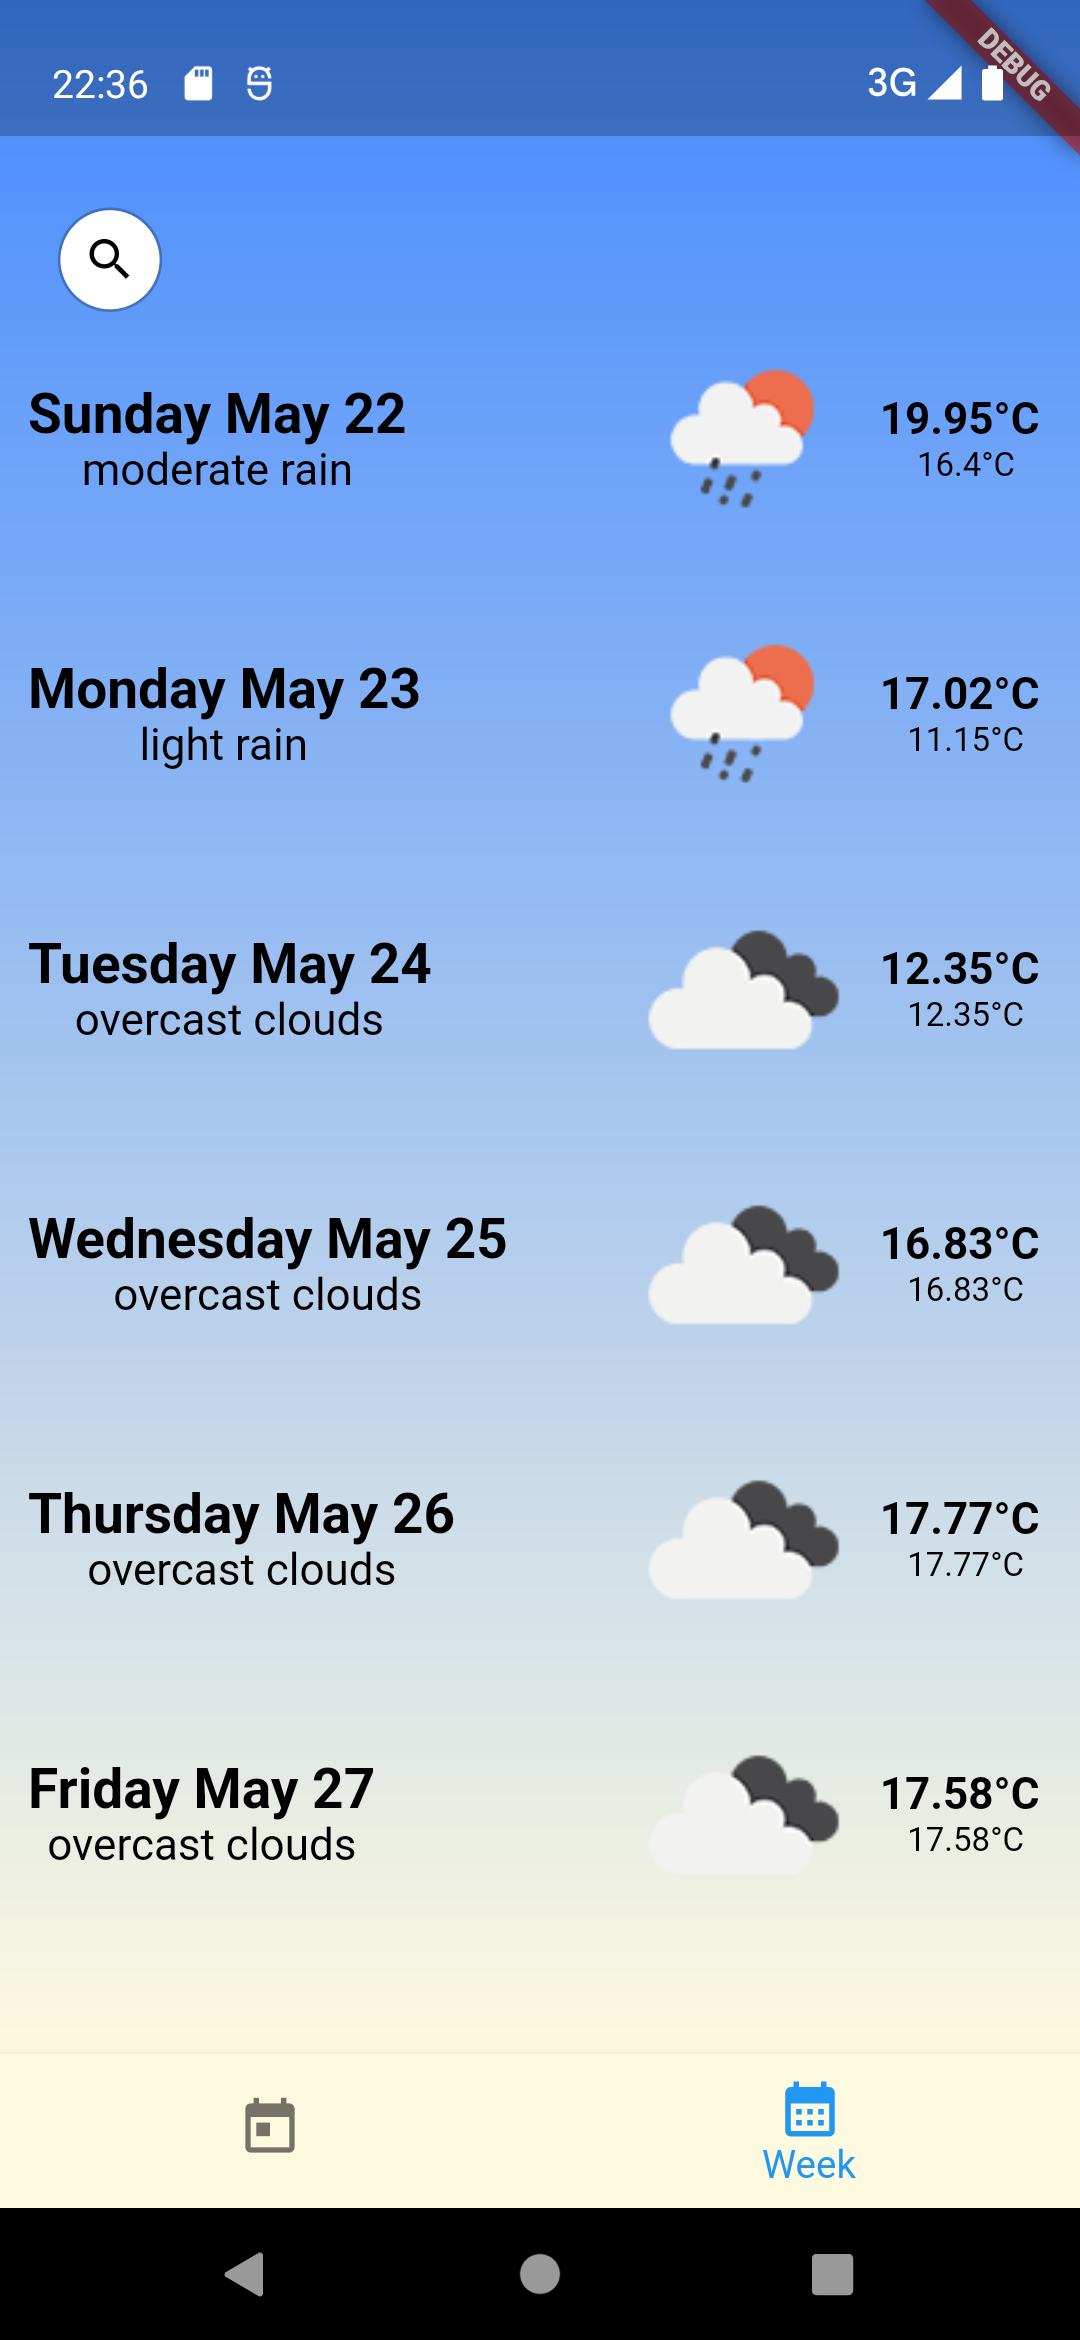 22:36
3G
DEBUG
Sunday May 22
moderate rain
19.95°C
16.4°C
Monday May 23
light rain
17.02°C
11.15°C
Tuesday May 24
overcast clouds
12.35°C
12.35°C
Wednesday May 25
overcast clouds
16.83°C
16.83°C
Thursday May 26
overcast clouds
17.77°C
17.77°C
Friday May 27
overcast clouds
17.58°C
17.58°C
Week